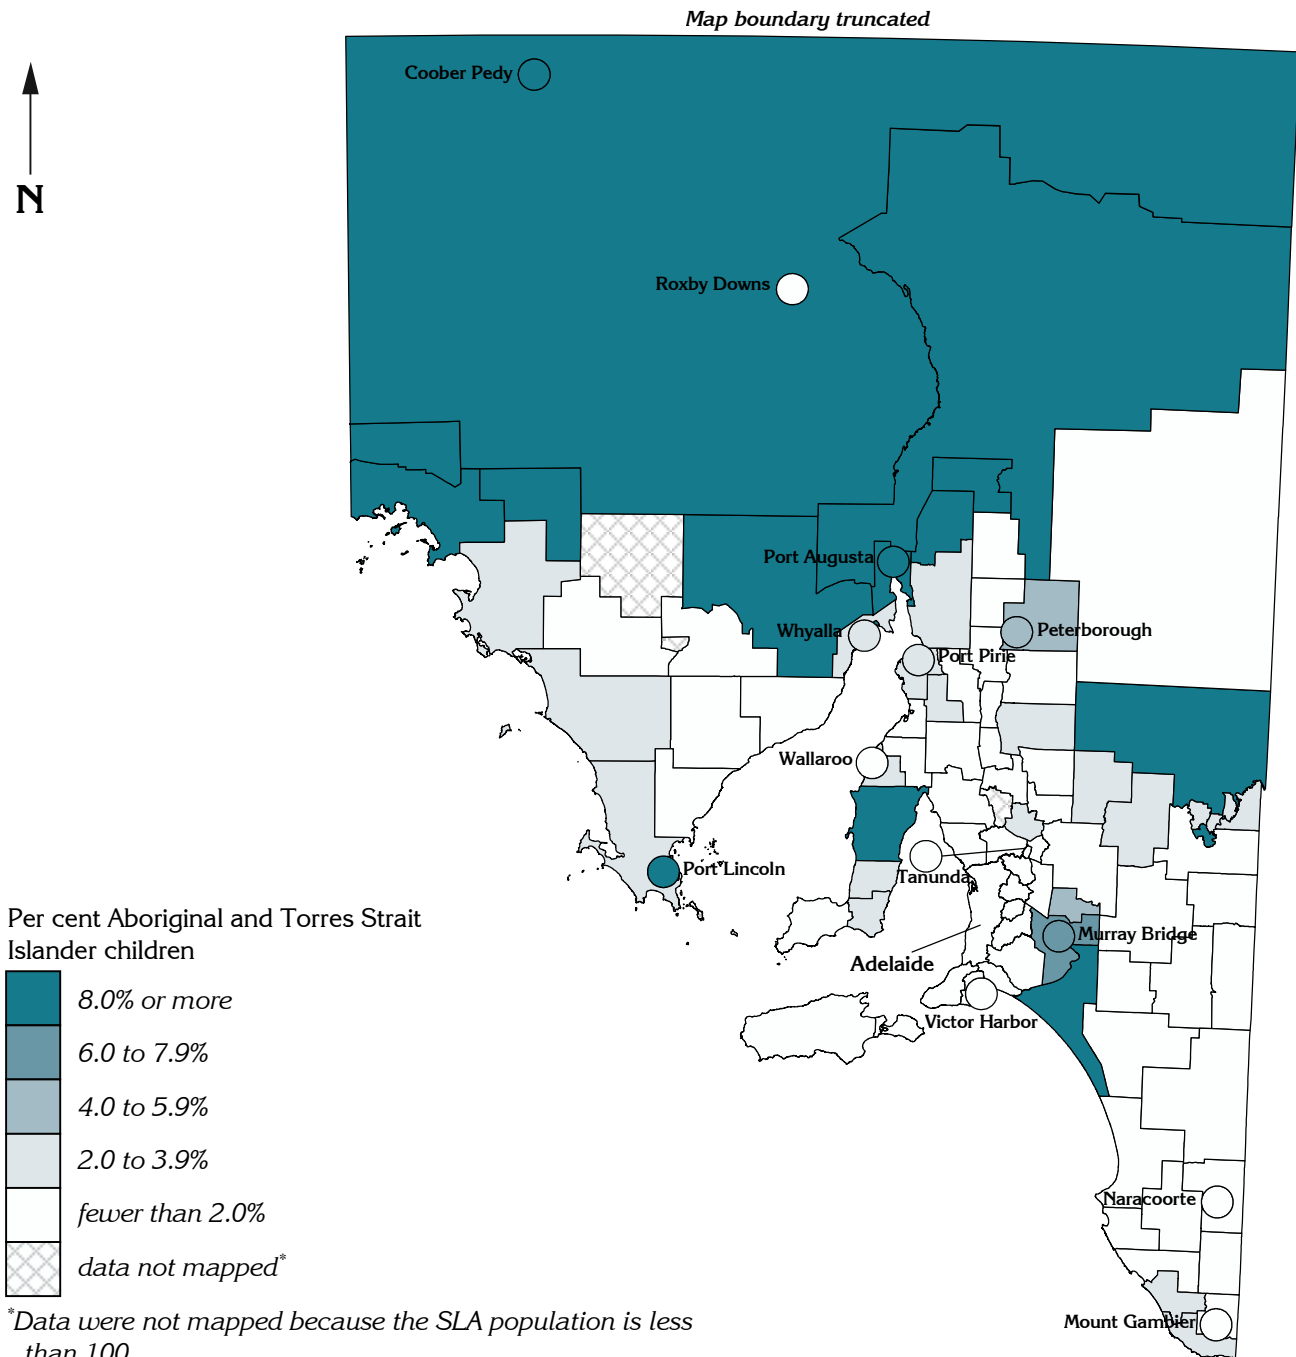 Map boundary truncated
Coober Pedy
N
Roxby Downs
Port Augusta
Whyalla
Peterborough
Port Pirie
Wallaroo
Port Lincoln
Tanunda
Per cent Aboriginal and Torres Strait
Islander children
Murray Bridge
Adelaide
8.0% or more
Victor Harbor
6.0 to 7.9%
4.0 to 5.9%
2.0 to 3.9%
Naracoorte
fewer than 2.0%
data not mapped*
Mount Gambier
*Data were not mapped because the SLA population is less
than 100